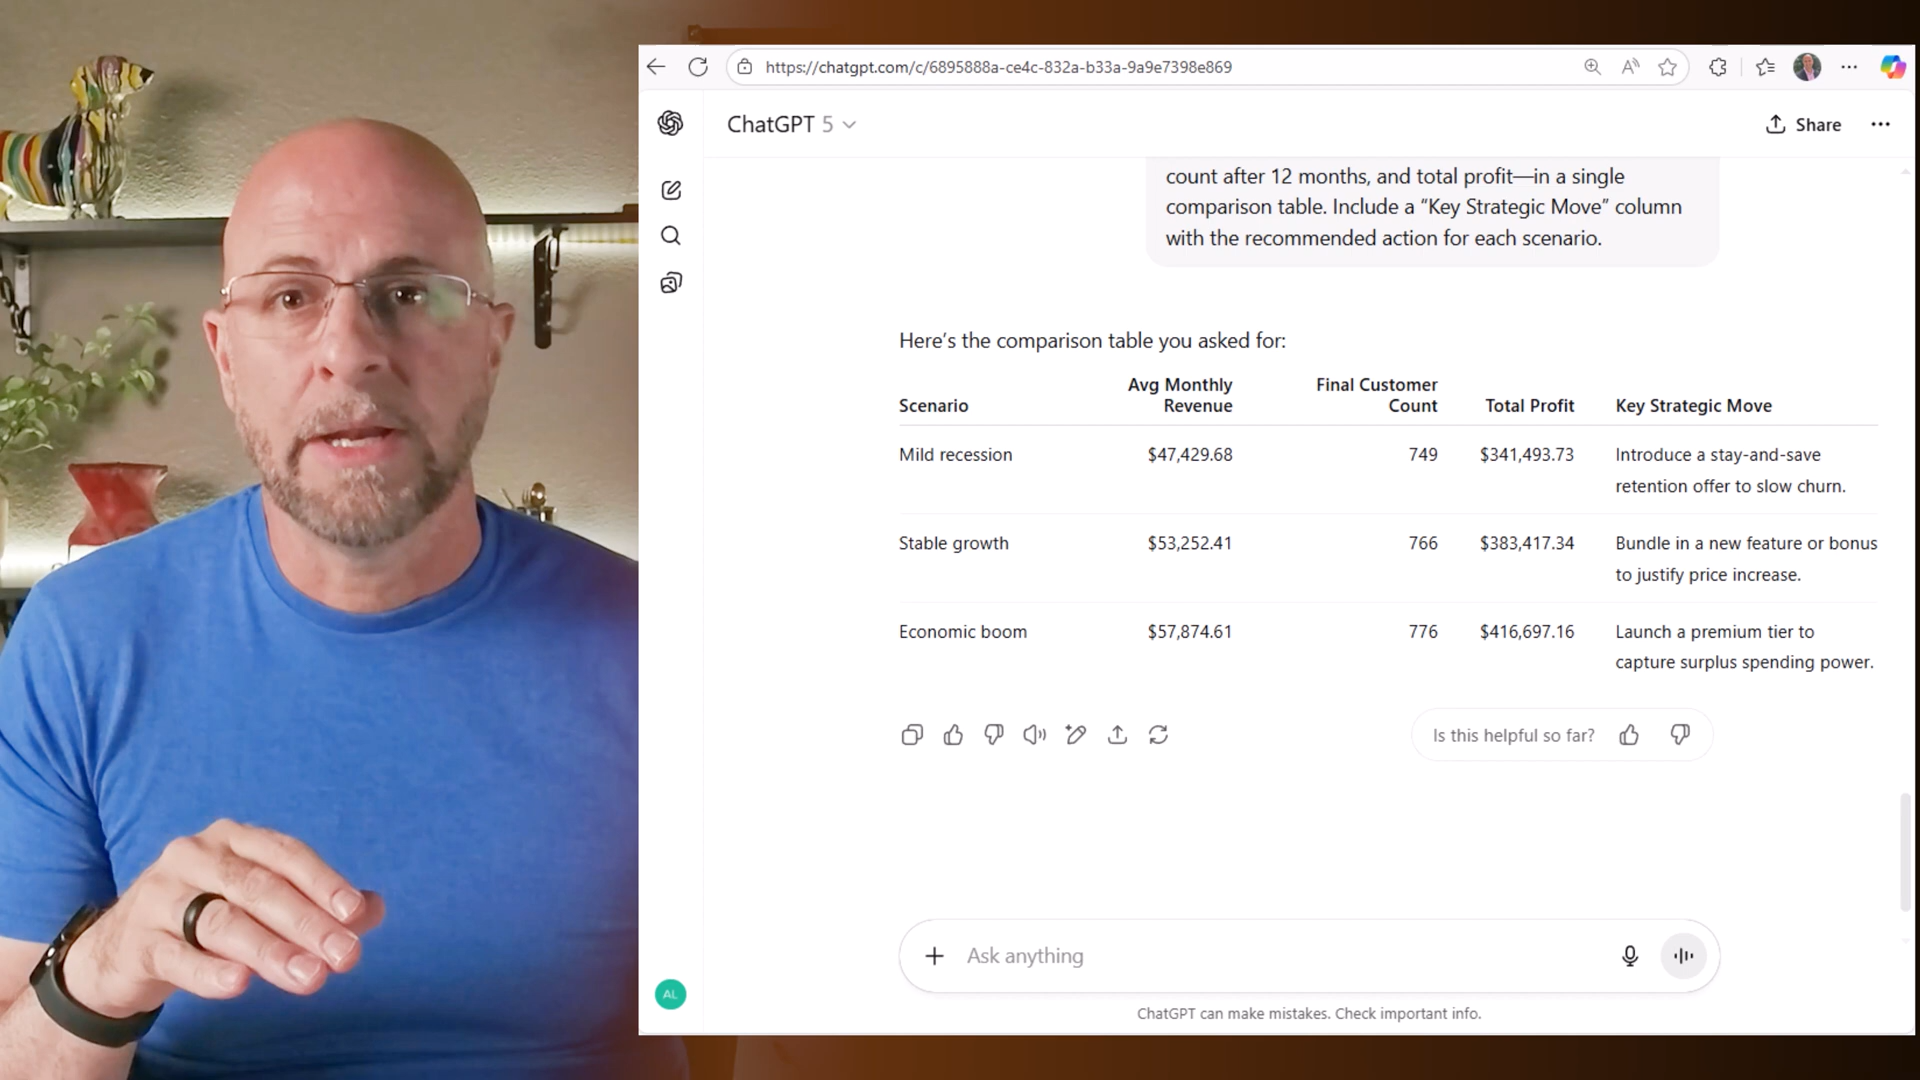 https://chatgpt.com/c/6895888a-ce4c-832a-b33a-9a9e7398e869
ChatGPT 5
Share
count after 12 months, and total profit—in a single
comparison table. Include a “Key Strategic Move” column
with the recommended action for each scenario.
Here’s the comparison table you asked for:
Scenario Avg Monthly Revenue Final Customer Count Total Profit Key Strategic Move
Mild recession $47,429.68 749 $341,493.73 Introduce a stay-and-save
retention offer to slow churn.
Stable growth $53,252.41 766 $383,417.34 Bundle in a new feature or bonus
to justify price increase.
Economic boom $57,874.61 776 $416,697.16 Launch a premium tier to
capture surplus spending power.
Is this helpful so far?
Ask anything
AL
ChatGPT can make mistakes. Check important info.